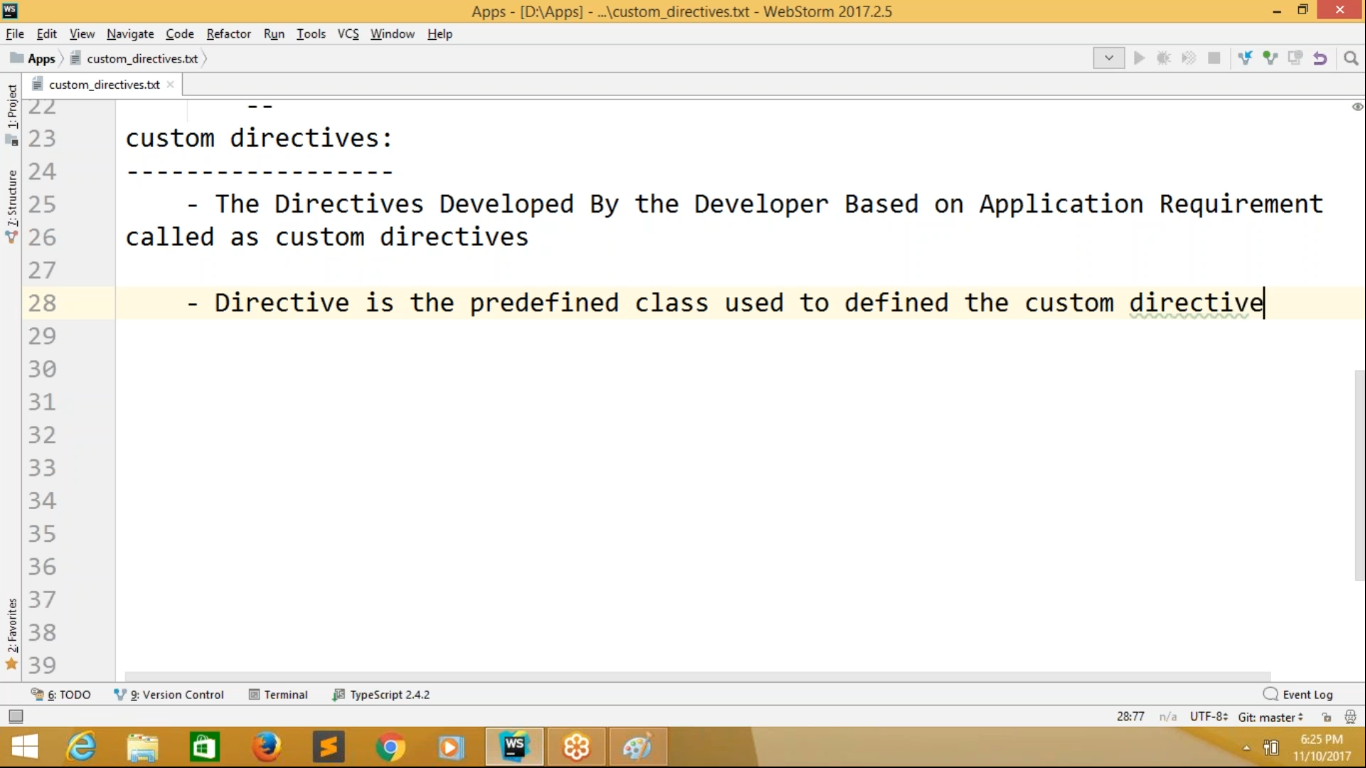 WS
Apps - [D:\Apps] - ...\custom_directives.txt - WebStorm 2017.2.5
File Edit View Navigate Code Refactor Run Tools VCS Window Help
Apps custom_directives.txt
custom_directives.txt
1: Project
Z: Structure
2: Favorites
22 --
23 custom directives:
24 ------------------
25 - The Directives Developed By the Developer Based on Application Requirement
26 called as custom directives
27
28 - Directive is the predefined class used to defined the custom directive
29
30
31
32
33
34
35
36
37
38
39
6: TODO 9: Version Control Terminal TypeScript 2.4.2 Event Log
28:77 n/a UTF-8 Git: master
WS
6:25 PM
11/10/2017